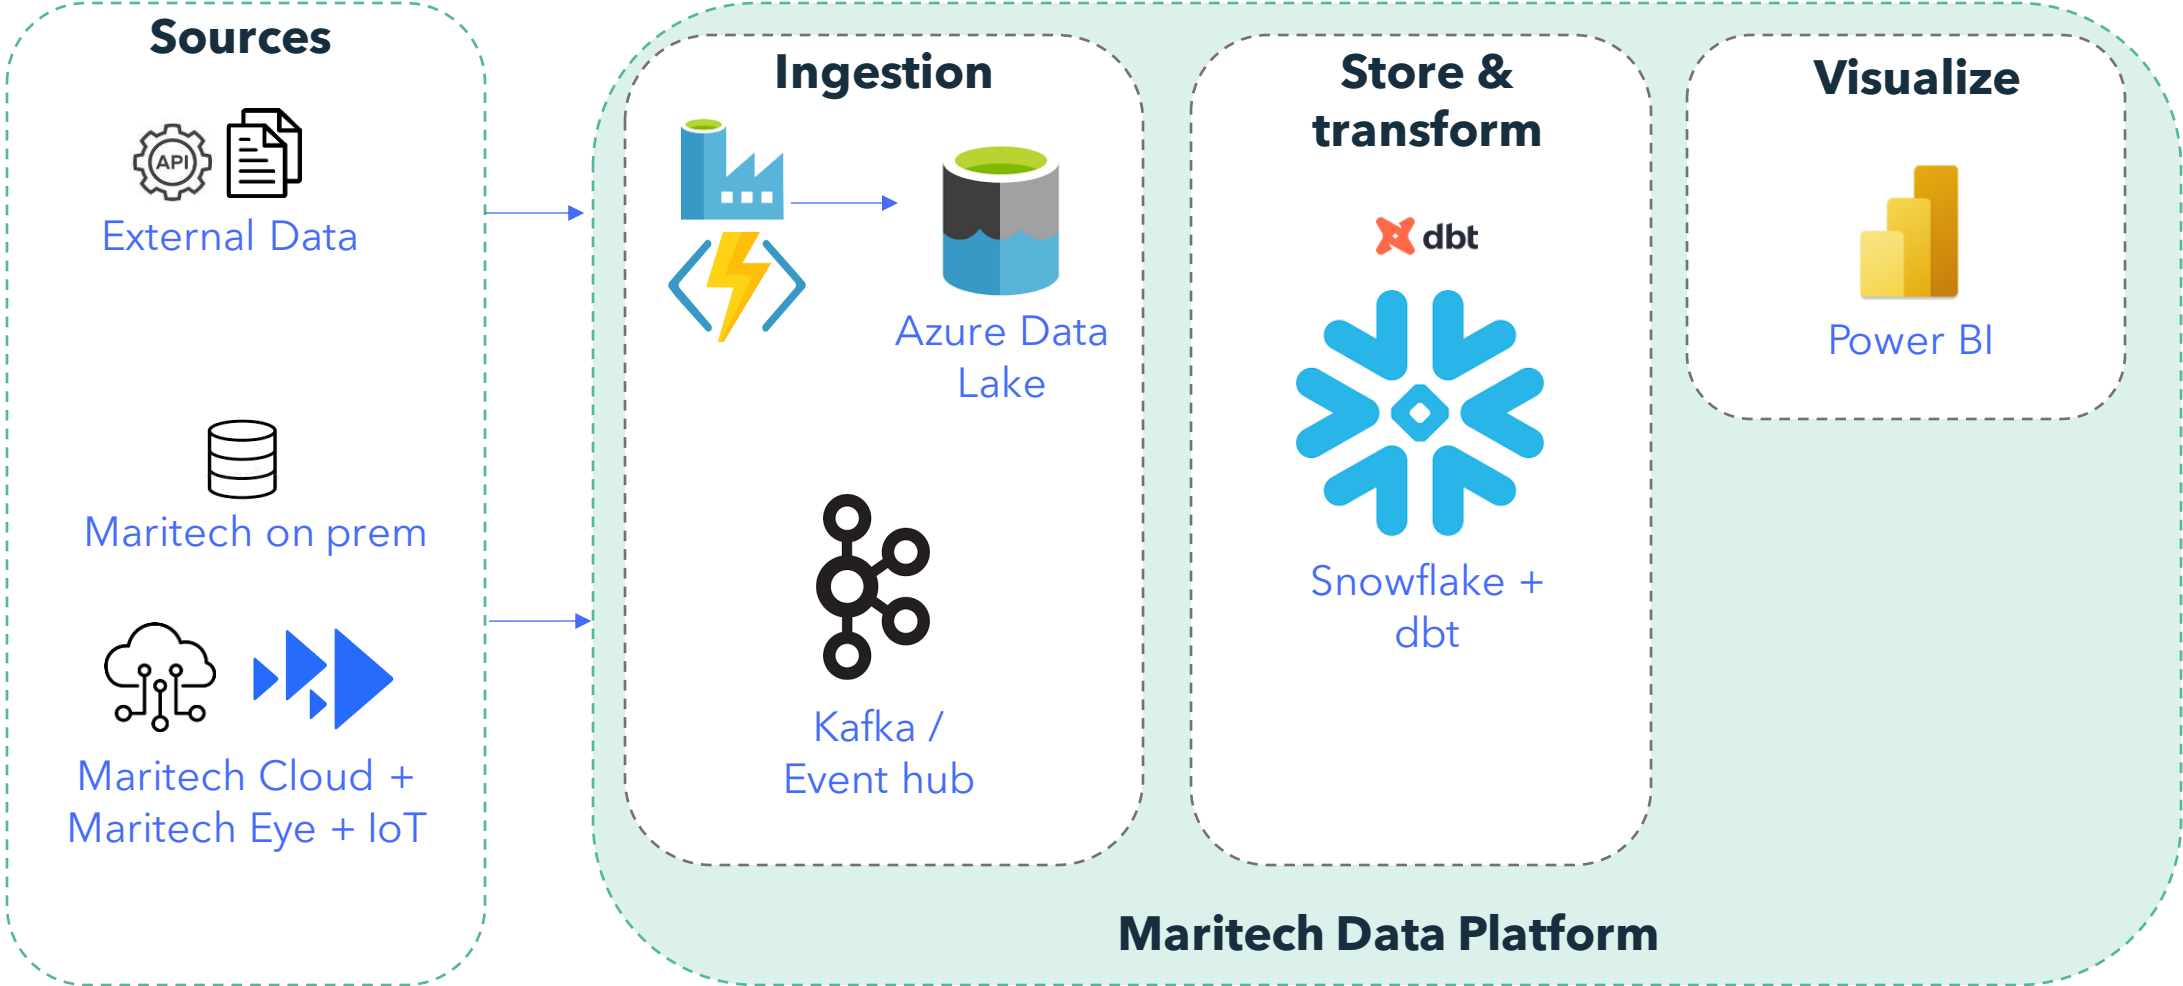 Sources
API
External Data
Maritech on prem
Maritech Cloud +
Maritech Eye + IoT
Ingestion
Azure Data
Lake
Kafka /
Event hub
Store &
transform
dbt
Snowflake +
dbt
Visualize
Power BI
Maritech Data Platform